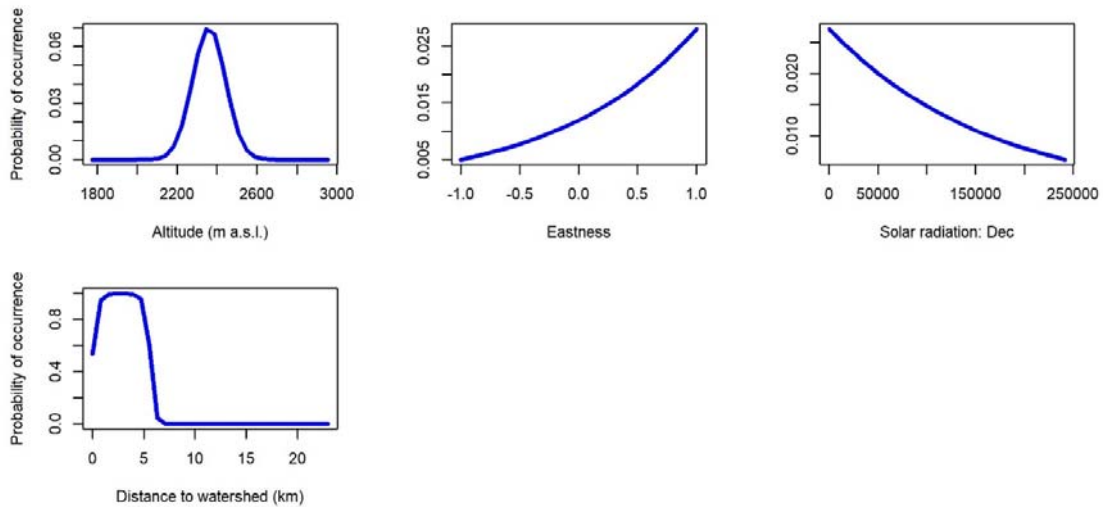 Probability of occurrence
0.00 0.03 0.06
1800 2200 2600 3000
Altitude (m a.s.l.)
0.005 0.015 0.025
-1.0 -0.5 0.0 0.5 1.0
Eastness
0.010 0.020
0 50000 150000 250000
Solar radiation: Dec
Probability of occurrence
0.0 0.4 0.8
0 5 10 15 20
Distance to watershed (km)